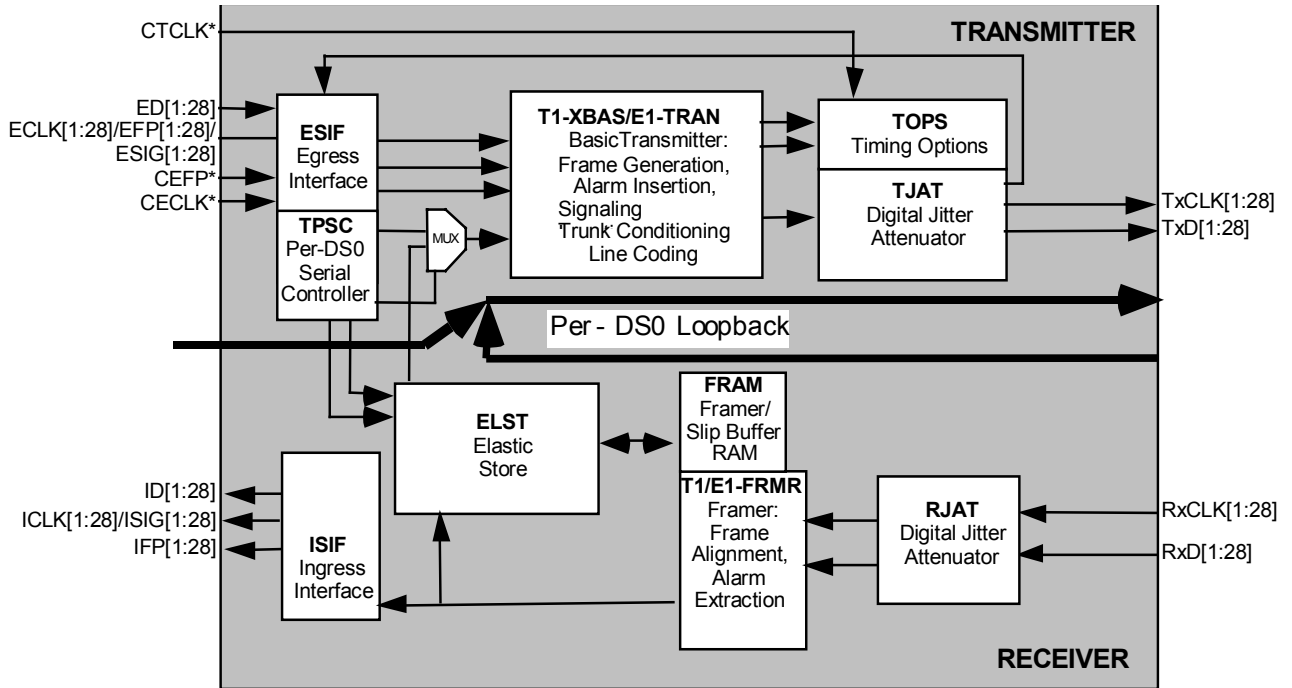 CTCLK*
TRANSMITTER
ED[1:28]
ECLK[1:28]/EFP[1:28]/
ESIG[1:28]
CEFP*
CECLK*
ESIF
Egress
Interface
TPSC
Per-DS0
Serial
Controller
MUX
T1-XBAS/E1-TRAN
BasicTransmitter:
Frame Generation,
Alarm Insertion,
Signaling
Trunk Conditioning
Line Coding
TOPS
Timing Options
TJAT
Digital Jitter
Attenuator
TxCLK[1:28]
TxD[1:28]
Per - DS0 Loopback
ELST
Elastic
Store
FRAM
Framer/
Slip Buffer
RAM
T1/E1-FRMR
Framer:
Frame
Alignment,
Alarm
Extraction
RJAT
Digital Jitter
Attenuator
RxCLK[1:28]
RxD[1:28]
ID[1:28]
ICLK[1:28]/ISIG[1:28]
IFP[1:28]
ISIF
Ingress
Interface
RECEIVER